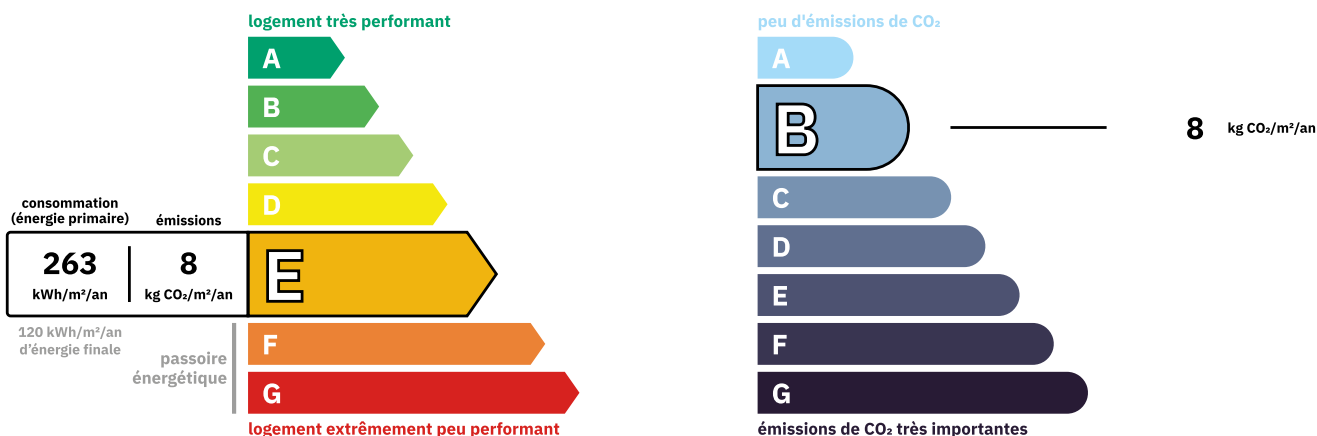 logement très performant
A
B
C
D
consommation
(énergie primaire)
émissions
263
kWh/m²/an
8
kg CO₂/m²/an
E
120 kWh/m²/an
d'énergie finale
passoire
énergétique
F
G
logement extrêmement peu performant
peu d'émissions de CO₂
A
B
8 kg CO₂/m²/an
C
D
E
F
G
émissions de CO₂ très importantes